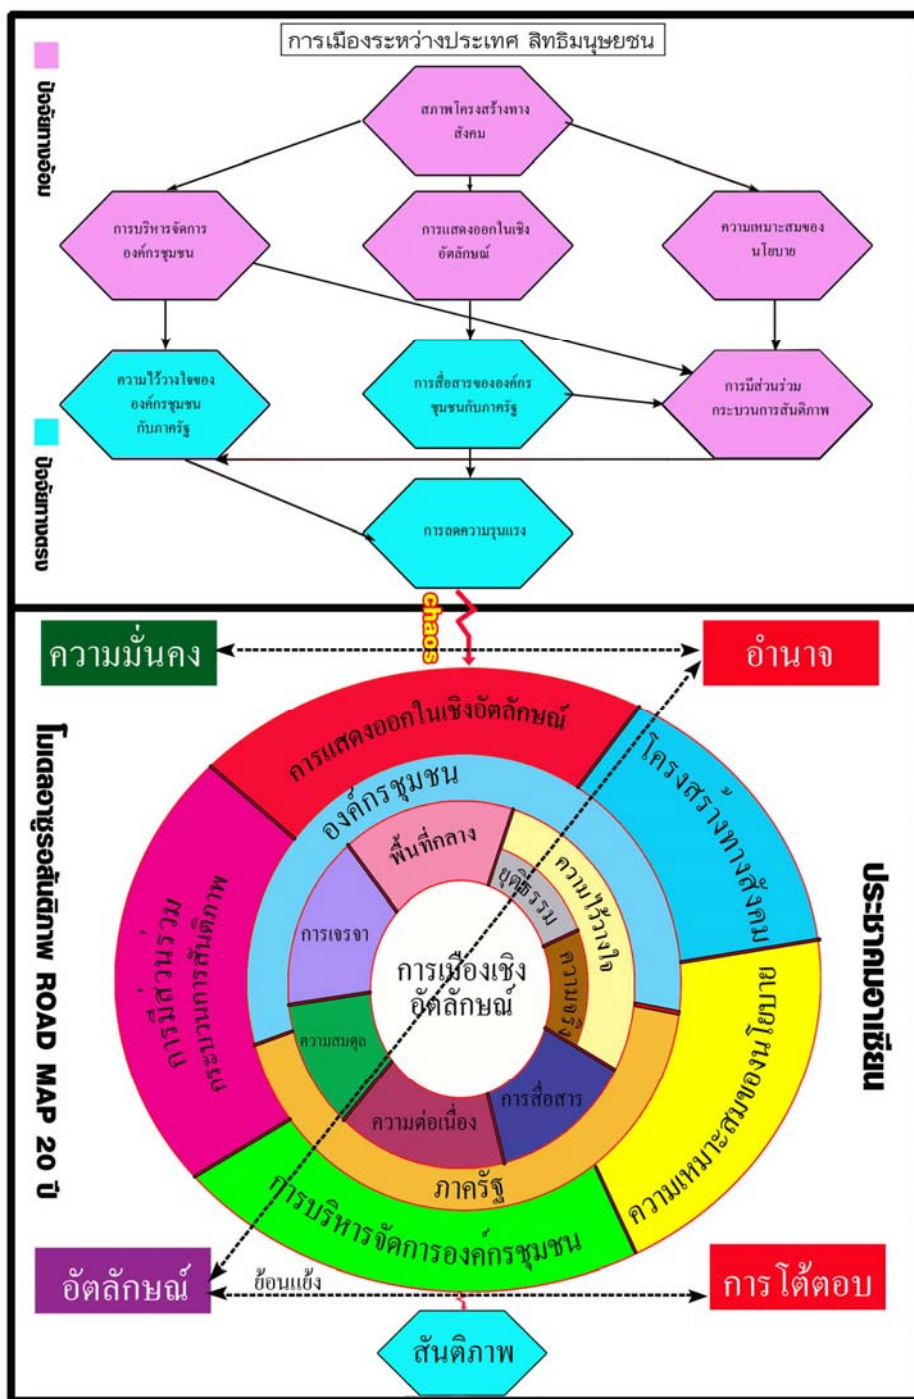 การเมืองระหว่างประเทศ สิทธิมนุษยชน
ปัจจัยทางอ้อม
สภาพโครงสร้างทาง
สังคม
การบริหารจัดการ
องค์กรชุมชน
การแสดงออกในเชิง
อัตลักษณ์
ความเหมาะสมของ
นโยบาย
ความไว้วางใจของ
องค์กรชุมชน
กับภาครัฐ
การสื่อสารขององค์กร
ชุมชนกับภาครัฐ
การมีส่วนร่วม
กระบวนการสันติภาพ
ปัจจัยทางตรง
การลดความรุนแรง
chaos
ความมั่นคง
อำนาจ
โมเดลอาชูรอสันติภาพ ROAD MAP 20 ปี
การแสดงออกในเชิงอัตลักษณ์
โครงสร้างทางสังคม
องค์กรชุมชน
พื้นที่กลาง
ความไว้วางใจ
ยุติธรรม
การเจรจา
การมีส่วนร่วม
กระบวนการสันติภาพ
การเมืองเชิง
อัตลักษณ์
ความจริง
ความสมดุล
การสื่อสาร
ความต่อเนื่อง
ภาครัฐ
ความเหมาะสมของนโยบาย
การบริหารจัดการองค์กรชุมชน
ประชาคมอาเซียน
อัตลักษณ์
ย้อนแย้ง
การโต้ตอบ
สันติภาพ